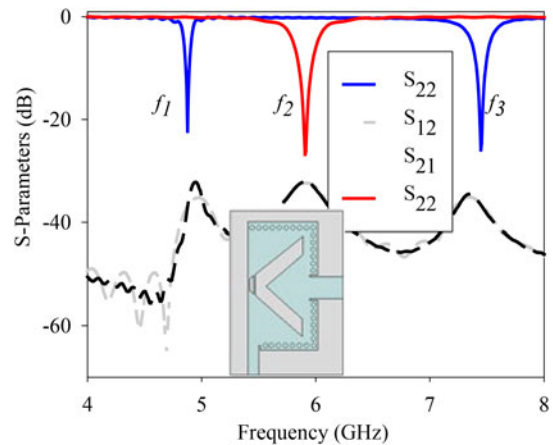 0
-20
-40
-60
S-Parameters (dB)
f1
f2
f3
S22
S12
S21
S22
4 5 6 7 8
Frequency (GHz)